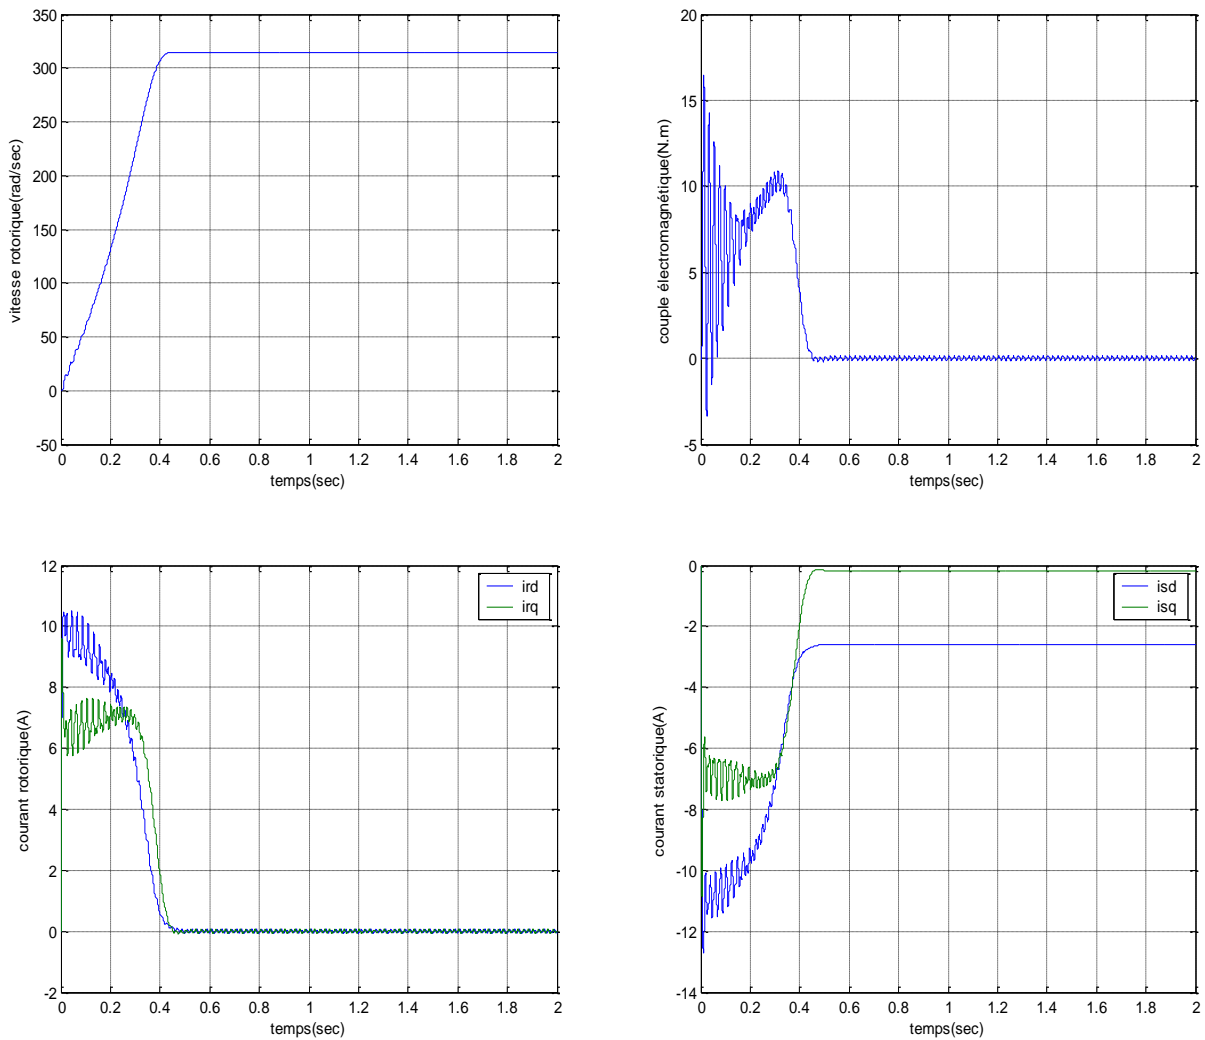 350
300
250
200
150
100
50
0
-50
vitesse rotorique(rad/sec)
0 0.2 0.4 0.6 0.8 1 1.2 1.4 1.6 1.8 2
temps(sec)
20
15
10
5
0
-5
couple électromagnétique(N.m)
0 0.2 0.4 0.6 0.8 1 1.2 1.4 1.6 1.8 2
temps(sec)
12
10
8
6
4
2
0
-2
courant rotorique(A)
ird
irq
0 0.2 0.4 0.6 0.8 1 1.2 1.4 1.6 1.8 2
temps(sec)
0
-2
-4
-6
-8
-10
-12
-14
courant statorique(A)
isd
isq
0 0.2 0.4 0.6 0.8 1 1.2 1.4 1.6 1.8 2
temps(sec)